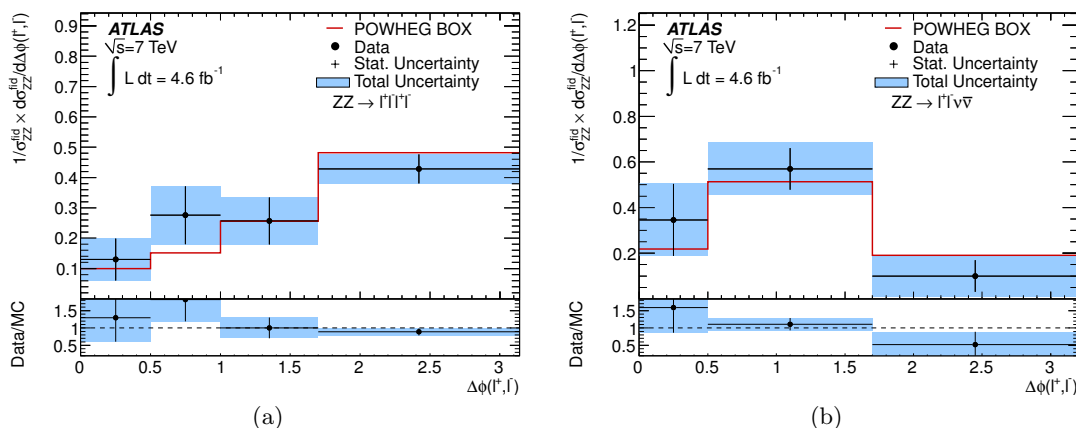 ATLAS
√s=7 TeV
∫ L dt = 4.6 fb⁻¹
POWHEG BOX
Data
Stat. Uncertainty
Total Uncertainty
ZZ → l⁺l⁻l⁺l⁻
1/σ_ZZ^fid × dσ_ZZ^fid/dΔϕ(l⁺,l⁻)
0.9
0.8
0.7
0.6
0.5
0.4
0.3
0.2
0.1
Data/MC
1.5
1
0.5
0 0.5 1 1.5 2 2.5 3
Δϕ(l⁺,l⁻)
(a)
ATLAS
√s=7 TeV
∫ L dt = 4.6 fb⁻¹
POWHEG BOX
Data
Stat. Uncertainty
Total Uncertainty
ZZ → l⁺l⁻νν̅
1/σ_ZZ^fid × dσ_ZZ^fid/dΔϕ(l⁺,l⁻)
1.2
1
0.8
0.6
0.4
0.2
Data/MC
1.5
1
0.5
0 0.5 1 1.5 2 2.5 3
Δϕ(l⁺,l⁻)
(b)